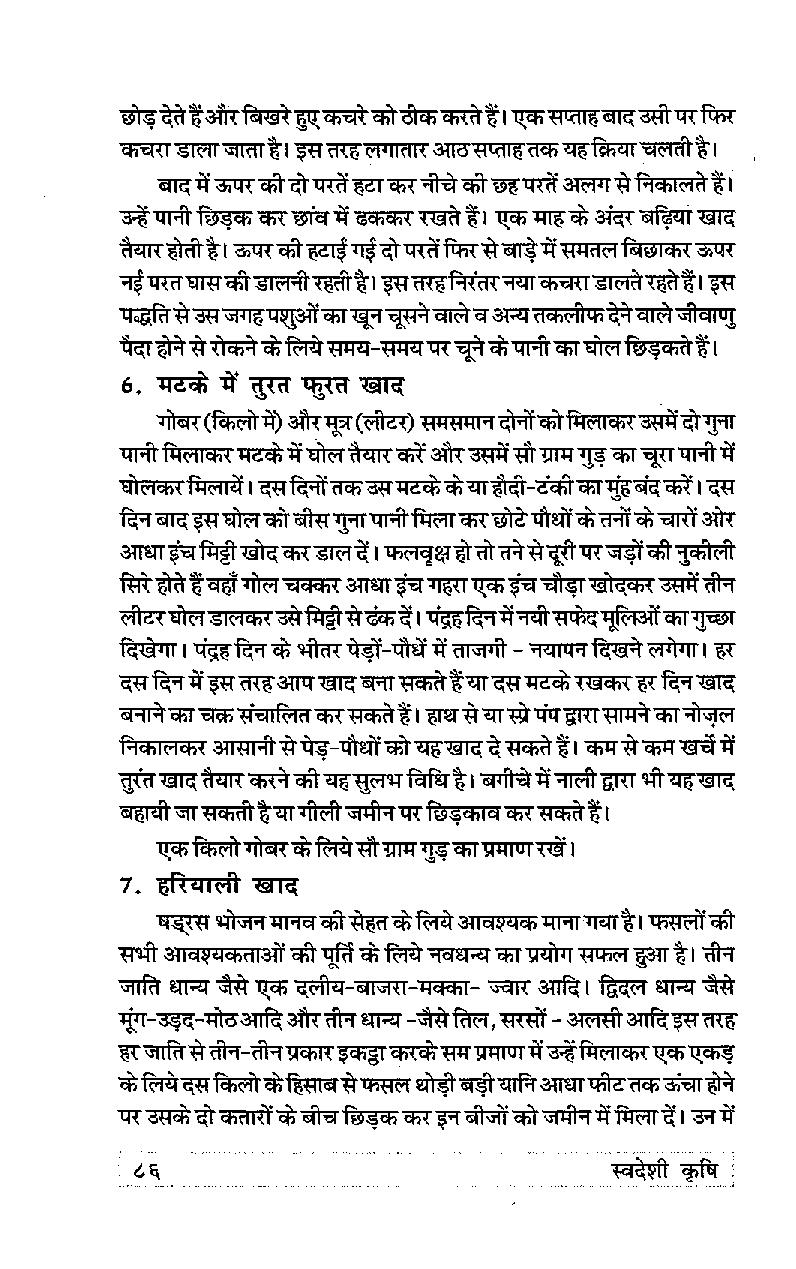 छोड़ देते हैं और बिखरे हुए कचरे को ठीक करते हैं। एक सप्ताह बाद उसी पर फिर
कचरा डाला जाता है। इस तरह लगातार आठ सप्ताह तक यह क्रिया चलती है।
बाद में ऊपर की दो परतें हटा कर नीचे की छह परतें अलग से निकालते हैं।
उन्हें पानी छिड़क कर छांव में ढककर रखते हैं। एक माह के अंदर बढ़िया खाद
तैयार होती है। ऊपर की हटाई गई दो परतें फिर से बाड़े में समतल बिछाकर ऊपर
नई परत घास की डालनी रहती है। इस तरह निरंतर नया कचरा डालते रहते हैं। इस
पद्धति से उस जगह पशुओं का खून चूसने वाले व अन्य तकलीफ देने वाले जीवाणु
पैदा होने से रोकने के लिये समय-समय पर चूने के पानी का घोल छिड़कते हैं।
6. मटके में तुरत फुरत खाद
गोबर (किलो में) और मूत्र (लीटर) समसमान दोनों को मिलाकर उसमें दो गुना
पानी मिलाकर मटके में घोल तैयार करें और उसमें सौ ग्राम गुड़ का चूरा पानी में
घोलकर मिलायें। दस दिनों तक उस मटके के या हौदी-टंकी का मुंह बंद करें। दस
दिन बाद इस घोल को बीस गुना पानी मिला कर छोटे पौधों के तनों के चारों ओर
आधा इंच मिट्टी खोद कर डाल दें। फलवृक्ष हो तो तने से दूरी पर जड़ों की नुकीली
सिरे होते हैं वहाँ गोल चक्कर आधा इंच गहरा एक इंच चौड़ा खोदकर उसमें तीन
लीटर घोल डालकर उसे मिट्टी से ढंक दें। पंद्रह दिन में नयी सफेद मूलिओं का गुच्छा
दिखेगा। पंद्रह दिन के भीतर पेड़ों-पौधें में ताजगी - नयापन दिखने लगेगा। हर
दस दिन में इस तरह आप खाद बना सकते हैं या दस मटके रखकर हर दिन खाद
बनाने का चक्र संचालित कर सकते हैं। हाथ से या स्प्रे पंप द्वारा सामने का नोज़ल
निकालकर आसानी से पेड़-पौधों को यह खाद दे सकते हैं। कम से कम खर्चे में
तुरंत खाद तैयार करने की यह सुलभ विधि है। बगीचे में नाली द्वारा भी यह खाद
बहायी जा सकती है या गीली जमीन पर छिड़काव कर सकते हैं।
एक किलो गोबर के लिये सौ ग्राम गुड़ का प्रमाण रखें।
7. हरियाली खाद
षड्रस भोजन मानव की सेहत के लिये आवश्यक माना गया है। फसलों की
सभी आवश्यकताओं की पूर्ति के लिये नवधन्य का प्रयोग सफल हुआ है। तीन
जाति धान्य जैसे एक दलीय-बाजरा-मक्का- ज्वार आदि। द्विदल धान्य जैसे
मूंग-उड़द-मोठ आदि और तीन धान्य -जैसे तिल, सरसों - अलसी आदि इस तरह
हर जाति से तीन-तीन प्रकार इकट्ठा करके सम प्रमाण में उन्हें मिलाकर एक एकड़
के लिये दस किलो के हिसाब से फसल थोड़ी बड़ी यानि आधा फीट तक ऊंचा होने
पर उसके दो कतारों के बीच छिड़क कर इन बीजों को जमीन में मिला दें। उन में
८६ स्वदेशी कृषि